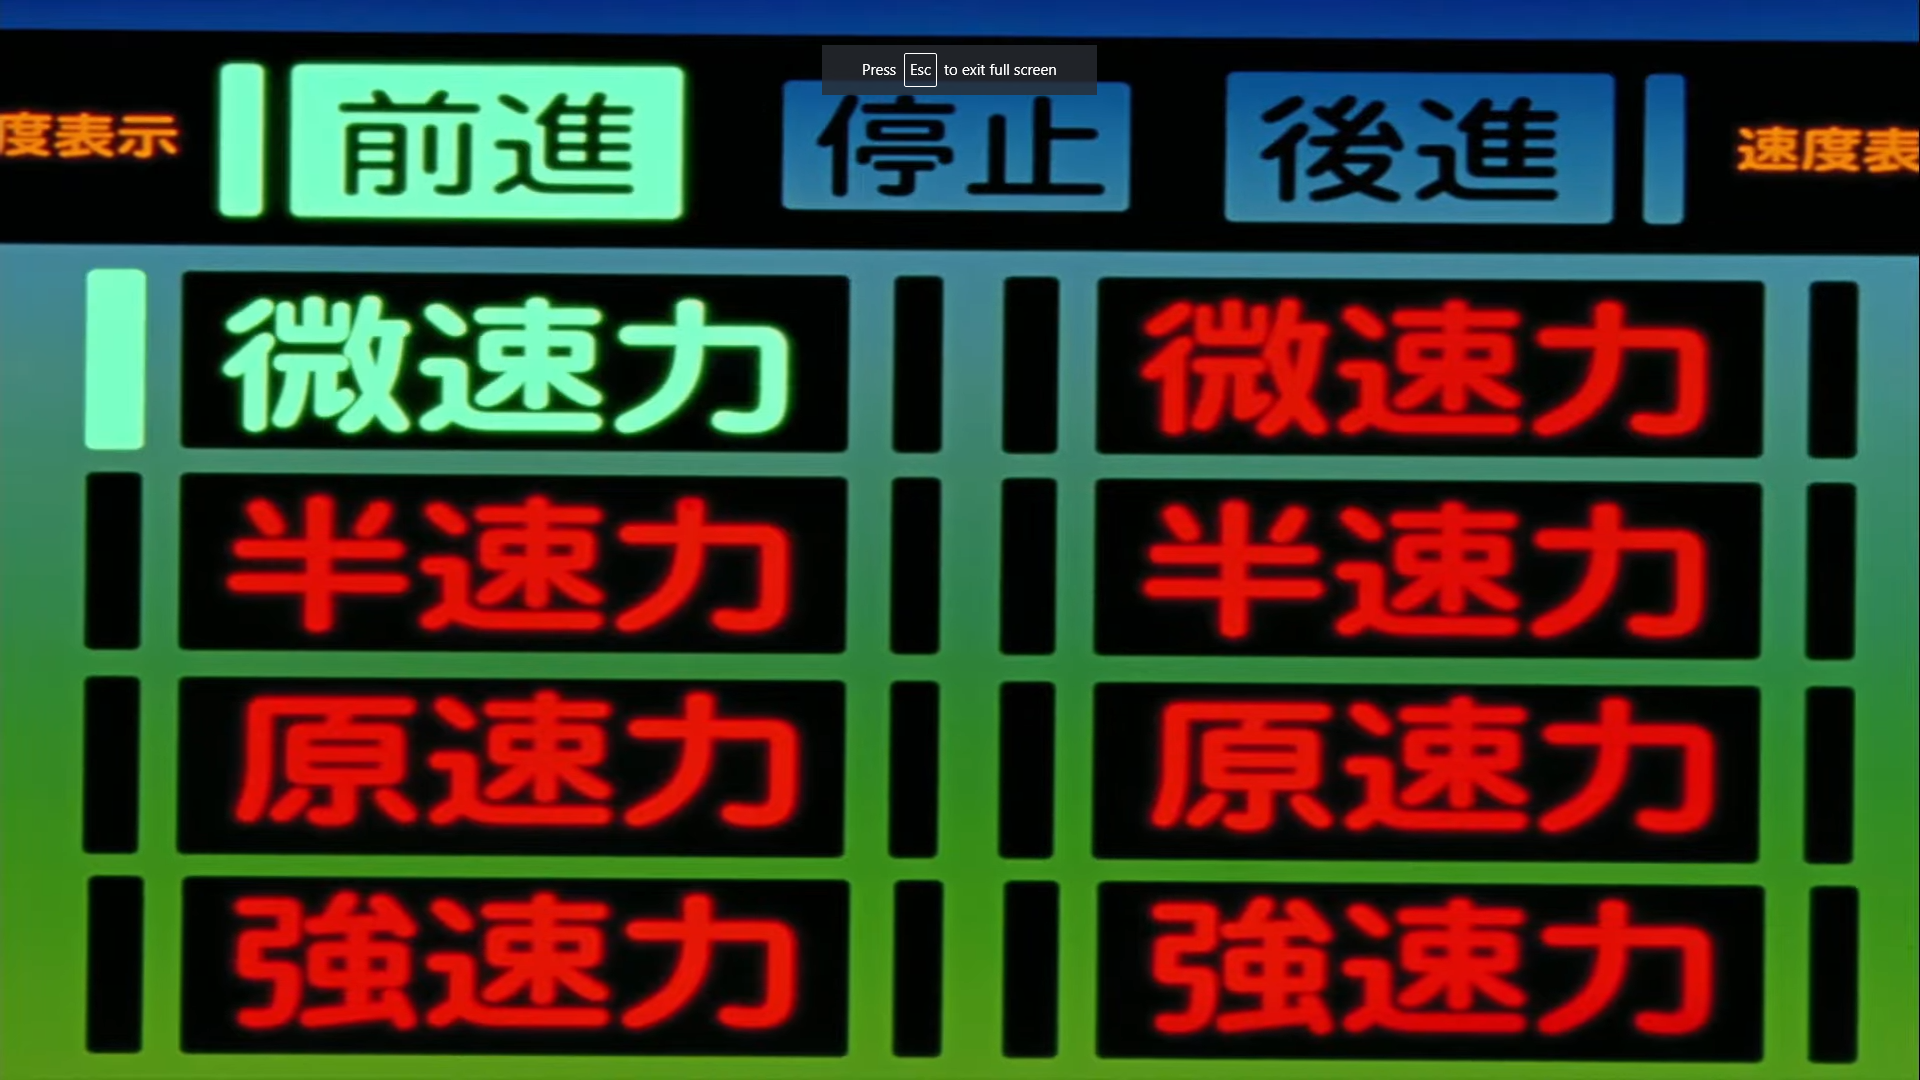 Press Esc to exit full screen
度表示 前進 停止 後進 速度表
微速力 微速力
半速力 半速力
原速力 原速力
強速力 強速力